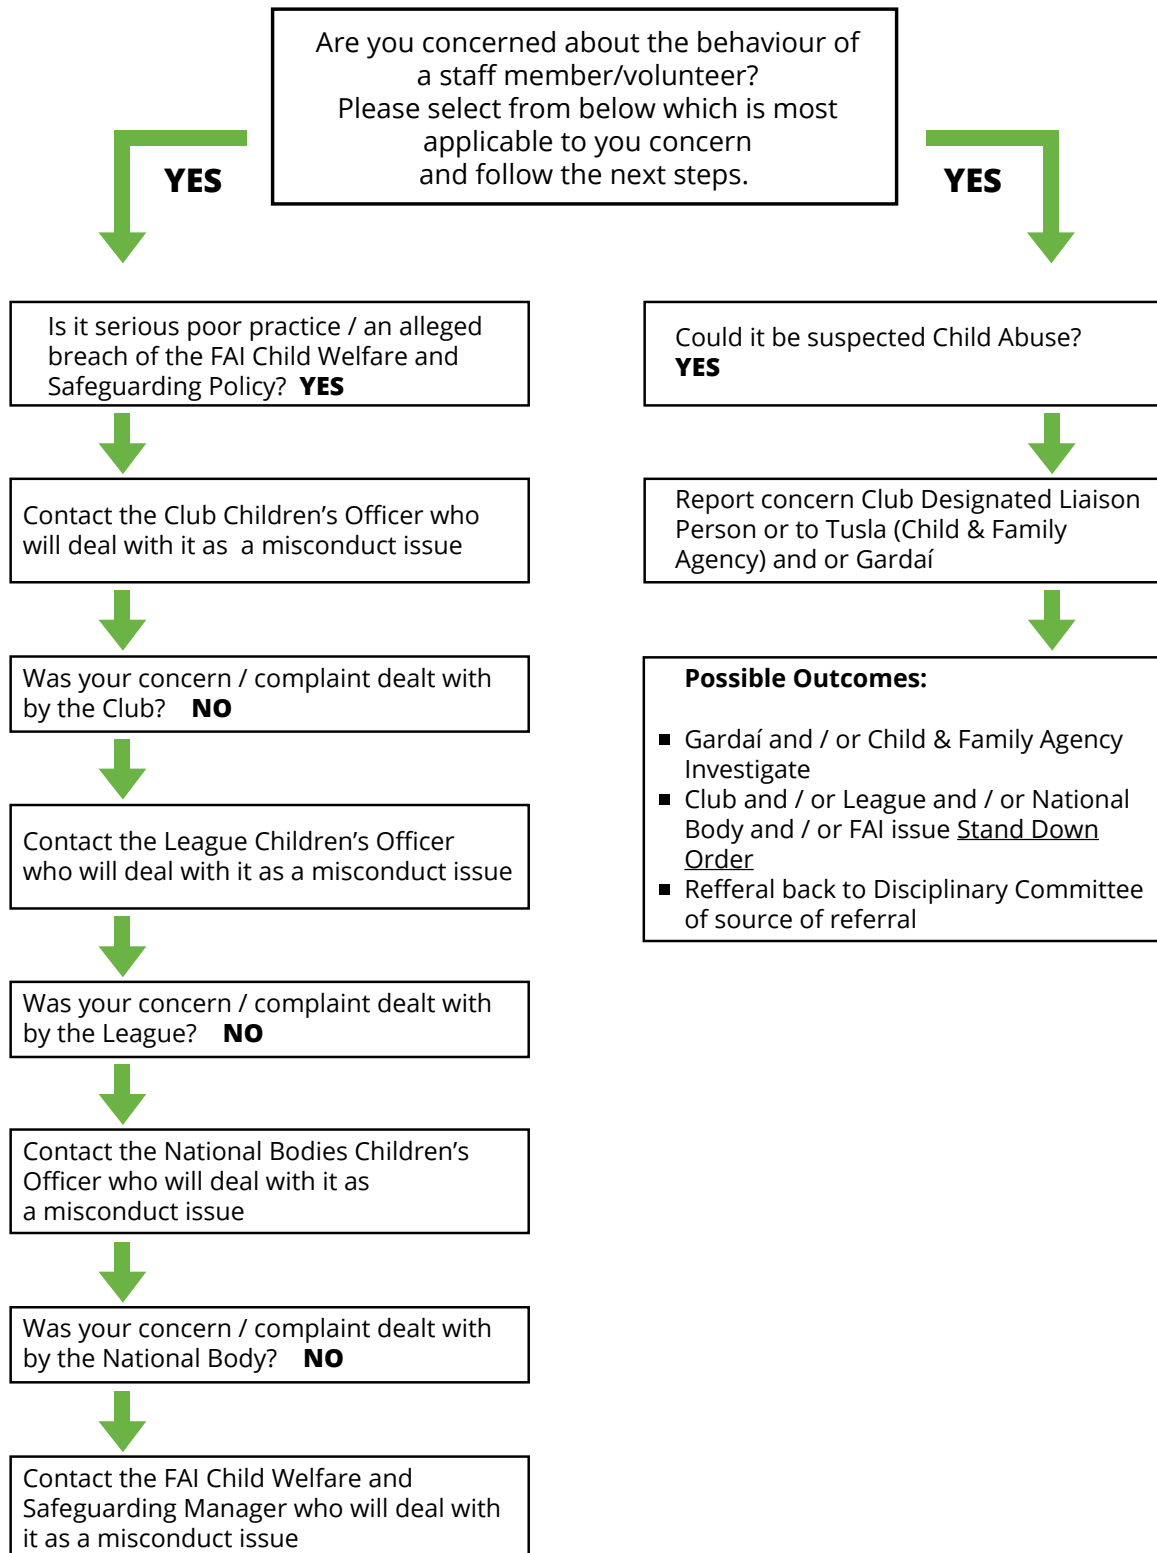 Are you concerned about the behaviour of
a staff member/volunteer?
Please select from below which is most
applicable to you concern
and follow the next steps.
YES
YES
Is it serious poor practice / an alleged
breach of the FAI Child Welfare and
Safeguarding Policy? YES
Contact the Club Children's Officer who
will deal with it as a misconduct issue
Was your concern / complaint dealt with
by the Club? NO
Contact the League Children's Officer
who will deal with it as a misconduct issue
Was your concern / complaint dealt with
by the League? NO
Contact the National Bodies Children's
Officer who will deal with it as
a misconduct issue
Was your concern / complaint dealt with
by the National Body? NO
Contact the FAI Child Welfare and
Safeguarding Manager who will deal with
it as a misconduct issue
Could it be suspected Child Abuse?
YES
Report concern Club Designated Liaison
Person or to Tusla (Child & Family
Agency) and or Gardaí
Possible Outcomes:
■ Gardaí and / or Child & Family Agency
Investigate
■ Club and / or League and / or National
Body and / or FAI issue Stand Down
Order
■ Refferal back to Disciplinary Committee
of source of referral